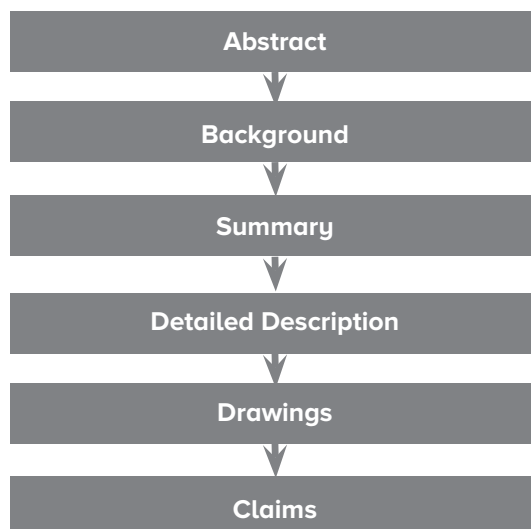 Abstract
Background
Summary
Detailed Description
Drawings
Claims